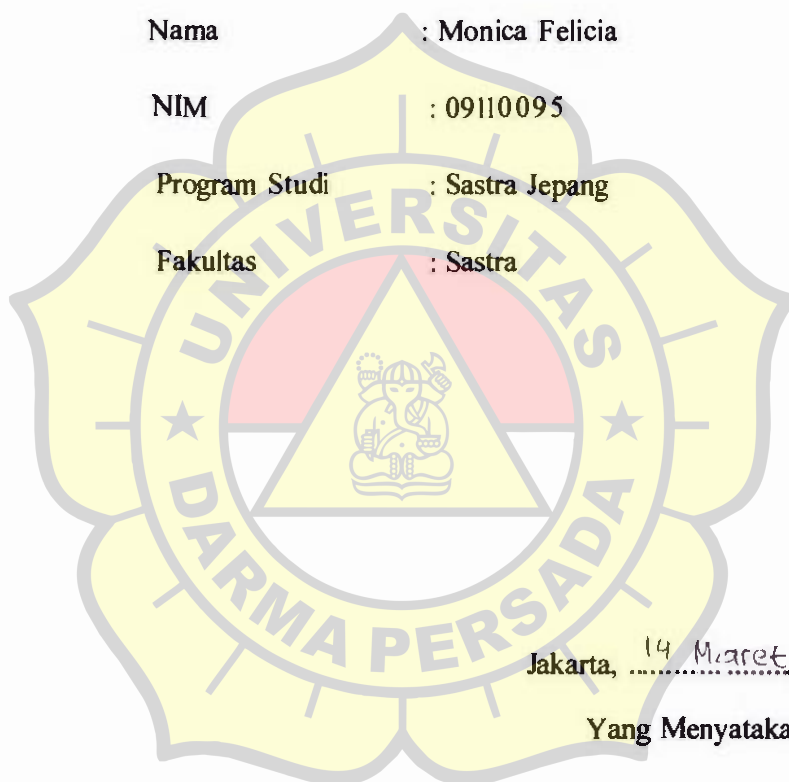 Nama : Monica Felicia
NIM : 09110095
Program Studi : Sastra Jepang
Fakultas : Sastra
UNIVERSITAS
DARMA PERSADA
Jakarta, 14 Maret
Yang Menyataka